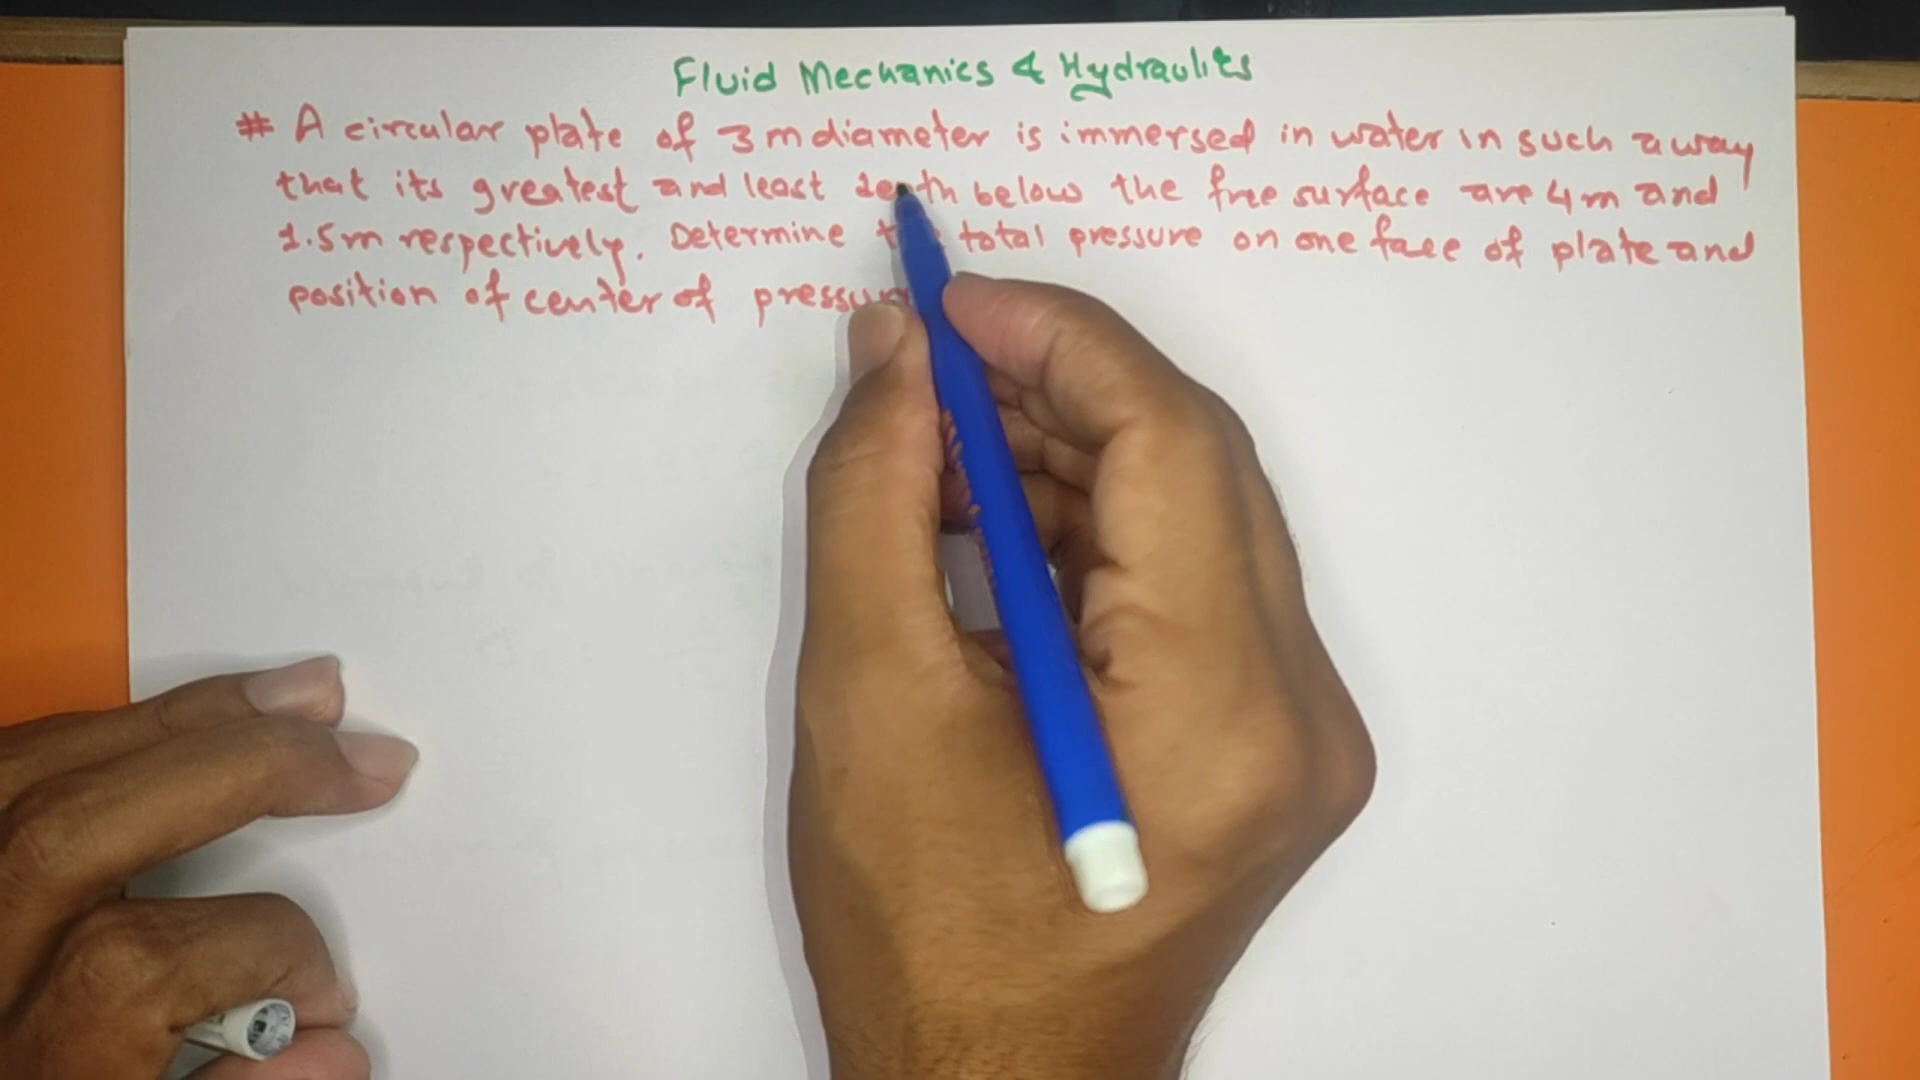 Fluid Mechanics & Hydraulics
# A circular plate of 3 m diameter is immersed in water in such a way
that its greatest and least depth below the free surface are 4 m and
1.5m respectively. Determine total pressure on one face of plate and
position of center of pressure